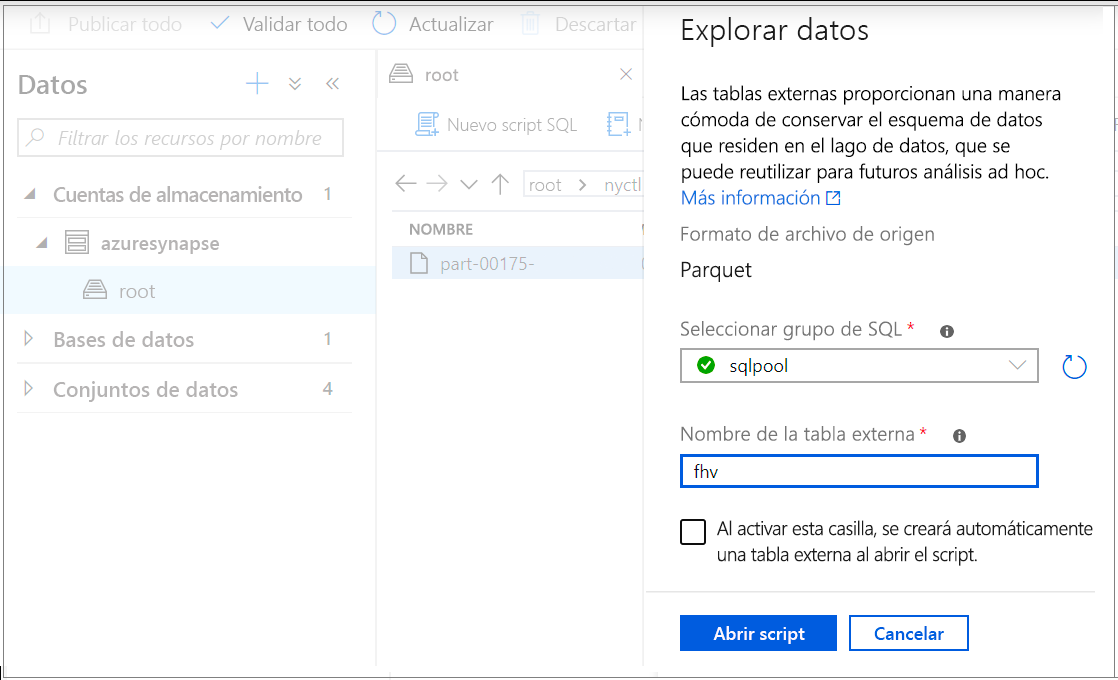 Publicar todo
Validar todo
Actualizar
Descartar
Datos
Filtrar los recursos por nombre
Cuentas de almacenamiento 1
azuresynapse
root
Bases de datos 1
Conjuntos de datos 4
root
Nuevo script SQL
root > nyctl
NOMBRE
part-00175-
Explorar datos
Las tablas externas proporcionan una manera
cómoda de conservar el esquema de datos
que residen en el lago de datos, que se
puede reutilizar para futuros análisis ad hoc.
Más información
Formato de archivo de origen
Parquet
Seleccionar grupo de SQL *
sqlpool
Nombre de la tabla externa *
fhv
Al activar esta casilla, se creará automáticamente
una tabla externa al abrir el script.
Abrir script
Cancelar